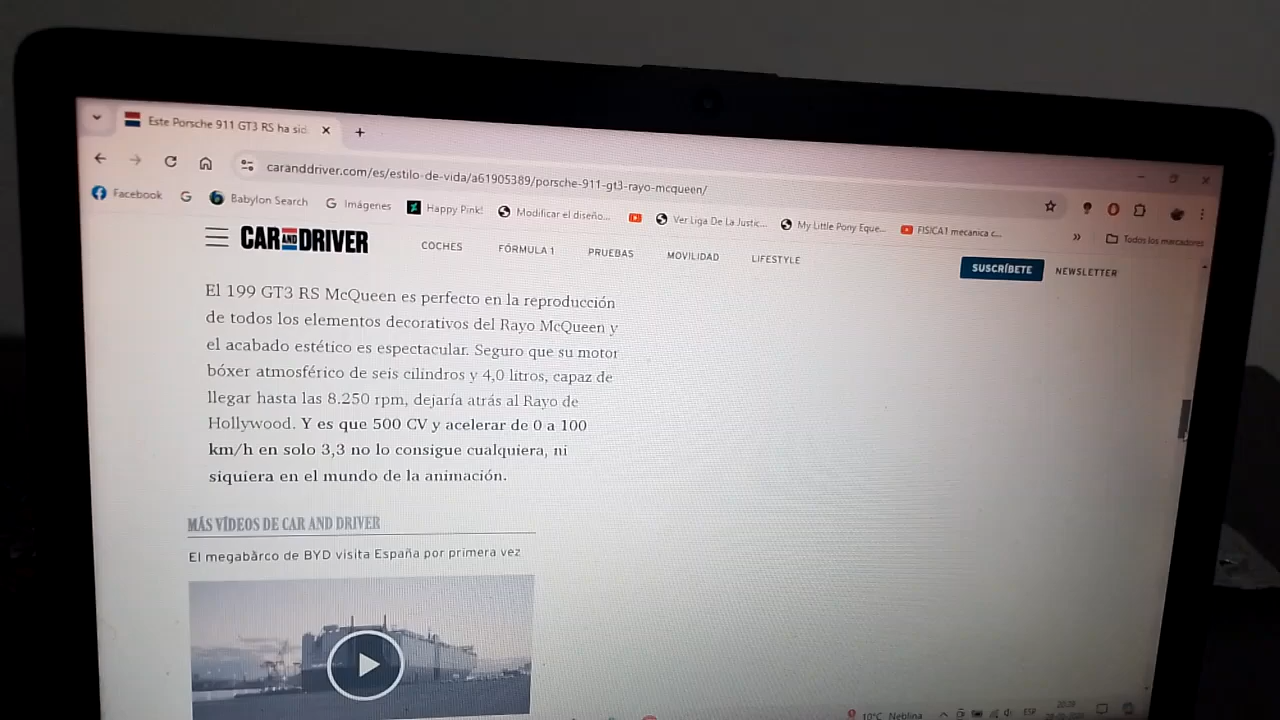 Este Porsche 911 GT3 RS ha sid
caranddriver.com/es/estilo-de-vida/a61905389/porsche-911-gt3-rayo-mcqueen/
Facebook
Babylon Search
Imágenes
Happy Pink!
Modificar el diseño...
Ver Liga De La Justic...
My Little Pony Eque...
FISICA1 mecanica c...
»
Todos los marcadores
CAR AND DRIVER
COCHES
FÓRMULA 1
PRUEBAS
MOVILIDAD
LIFESTYLE
SUSCRÍBETE
NEWSLETTER
El 199 GT3 RS McQueen es perfecto en la reproducción
de todos los elementos decorativos del Rayo McQueen y
el acabado estético es espectacular. Seguro que su motor
bóxer atmosférico de seis cilindros y 4,0 litros, capaz de
llegar hasta las 8.250 rpm, dejaría atrás al Rayo de
Hollywood. Y es que 500 CV y acelerar de 0 a 100
km/h en solo 3,3 no lo consigue cualquiera, ni
siquiera en el mundo de la animación.
MÁS VÍDEOS DE CAR AND DRIVER
El megabarco de BYD visita España por primera vez
10°C Neblina
ESP